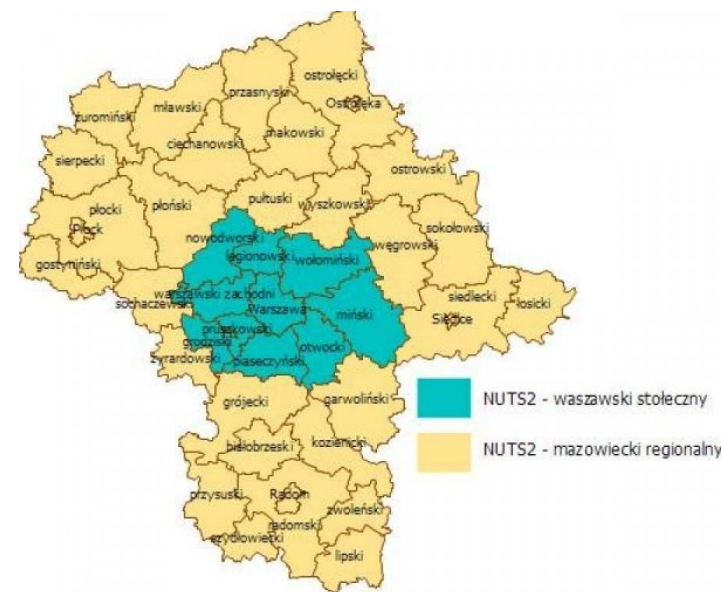 ostrołęcki
przasnyski
Ostrołęka
mławski
żuromiński
makowski
ciechanowski
sierpecki
ostrowski
pułtuski
wyszkowski
płocki
płoński
Płock
sokołowski
nowodworski
węgrowski
legionowski
wołomiński
gostyniński
warszawski zachodni
siedlecki
sochaczewski
Warszawa
łosicki
miński
Siedlce
pruszkowski
grodziski
otwocki
żyrardowski
piaseczyński
NUTS2 - waszawski stołeczny
grójecki
garwoliński
białobrzeski
kozienicki
NUTS2 - mazowiecki regionalny
przysuski
Radom
zwoleński
radomski
szydłowiecki
lipski